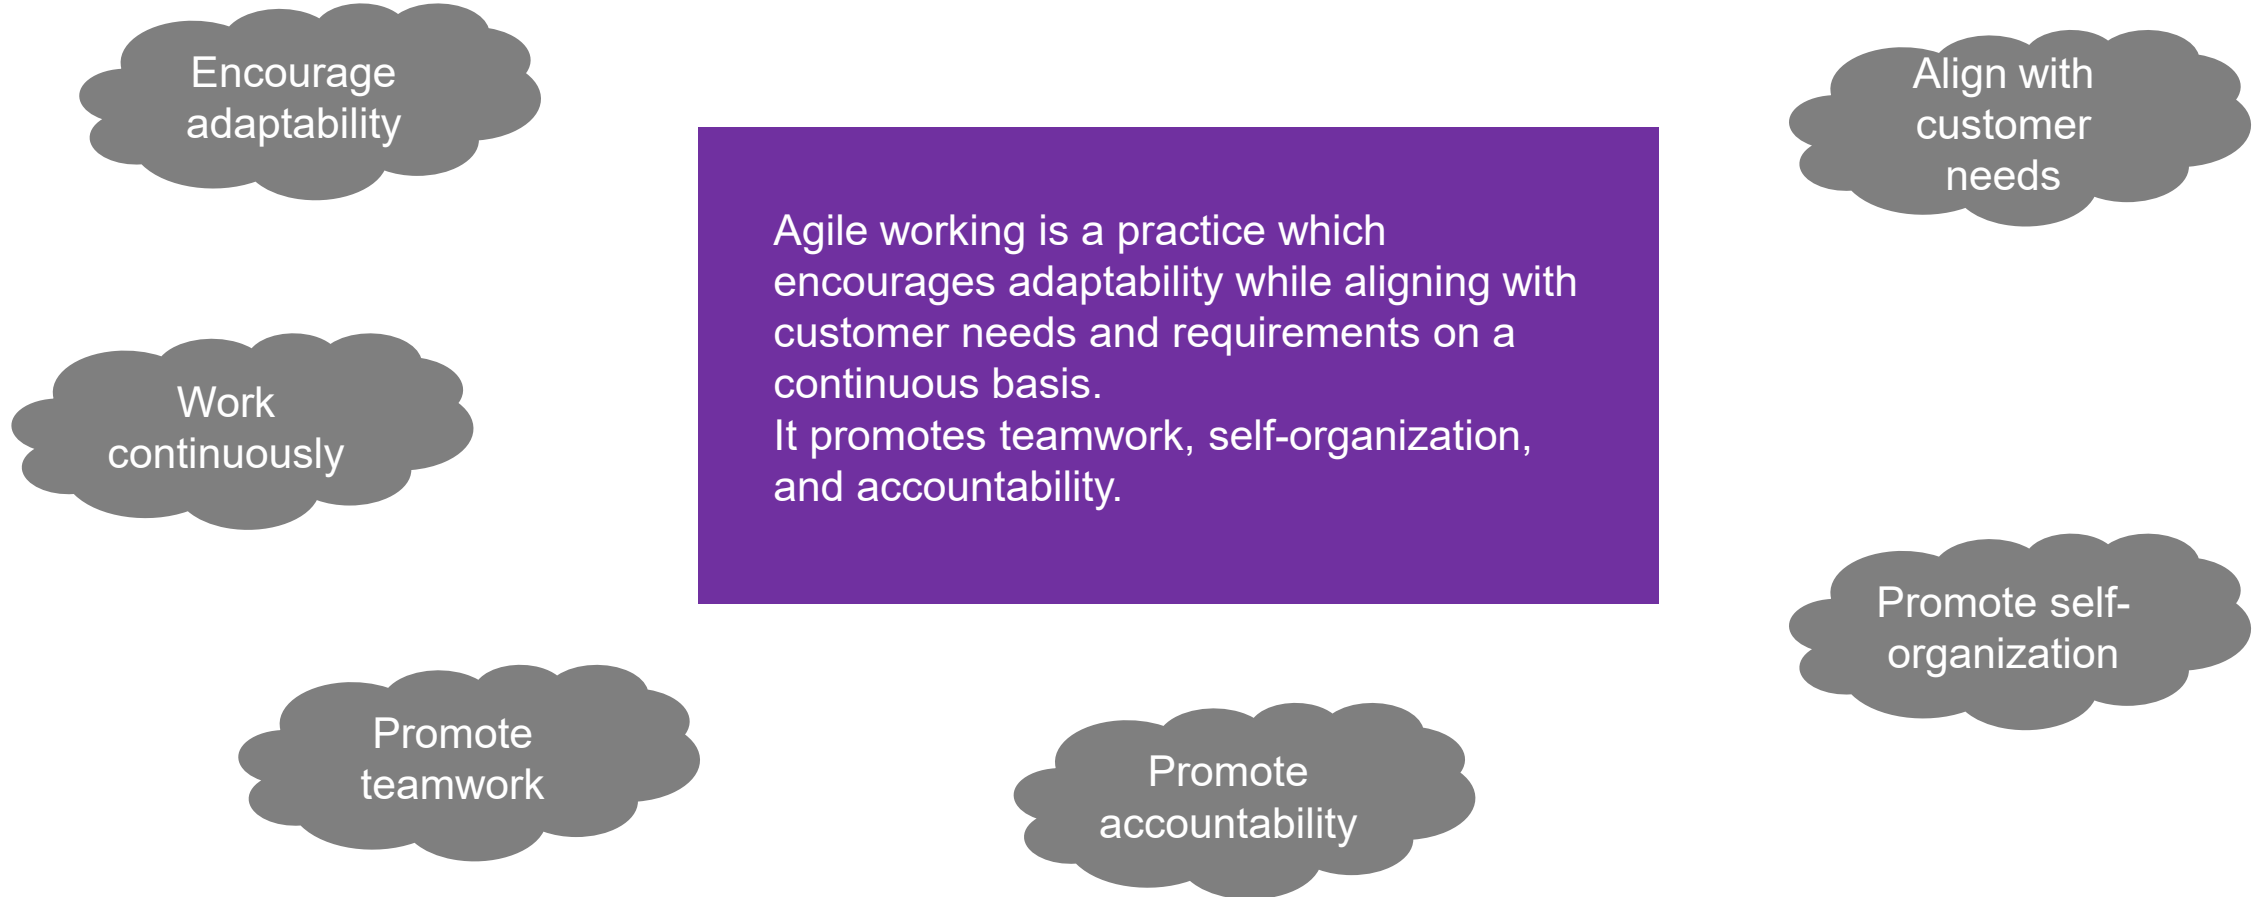 Encourage
adaptability
Align with
customer
needs
Agile working is a practice which
encourages adaptability while aligning with
customer needs and requirements on a
continuous basis.
It promotes teamwork, self-organization,
and accountability.
Work
continuously
Promote self-
organization
Promote
teamwork
Promote
accountability